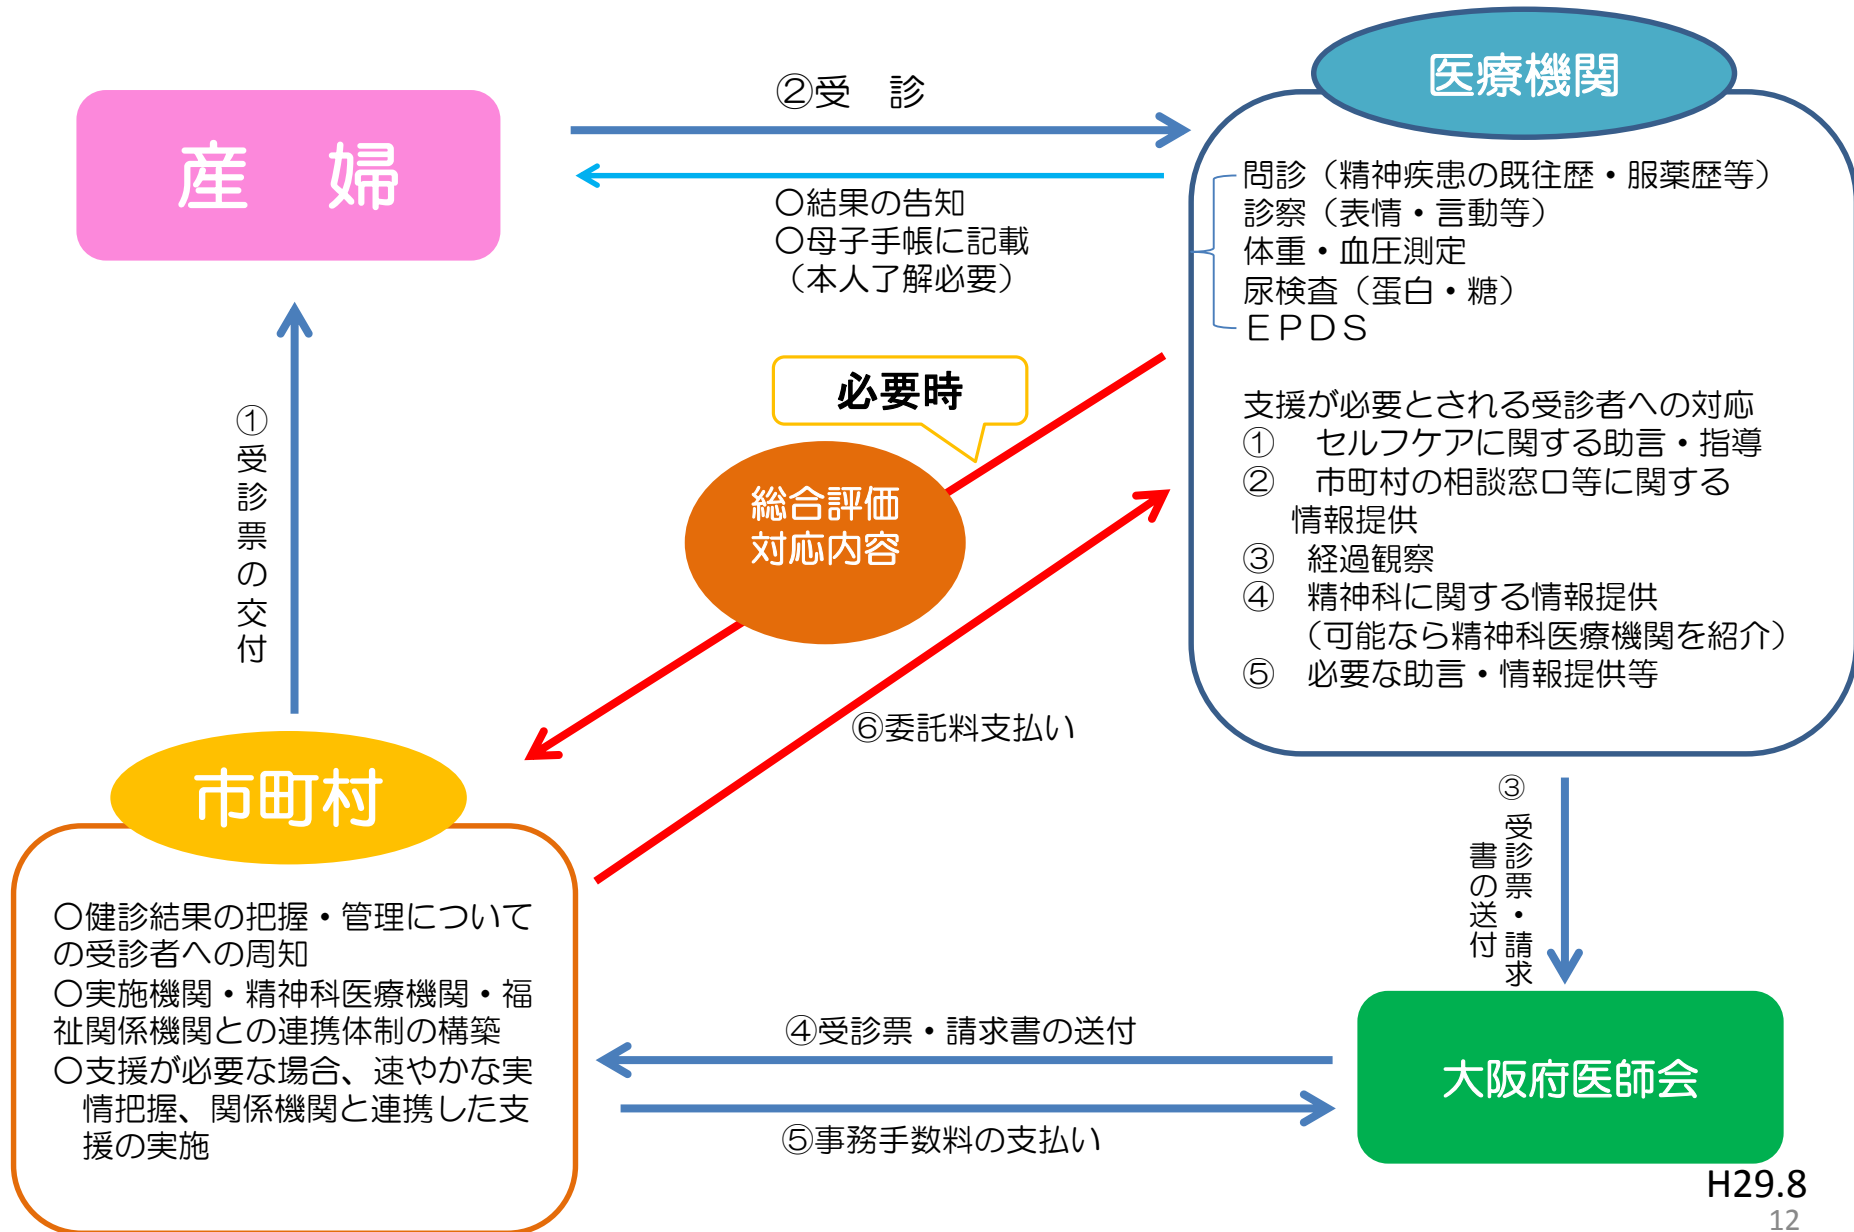 産　婦
②受　診
〇結果の告知
〇母子手帳に記載
（本人了解必要）
医療機関
問診（精神疾患の既往歴・服薬歴等）
診察（表情・言動等）
体重・血圧測定
尿検査（蛋白・糖）
ＥＰＤＳ
支援が必要とされる受診者への対応
①　セルフケアに関する助言・指導
②　市町村の相談窓口等に関する
情報提供
③　経過観察
④　精神科に関する情報提供
（可能なら精神科医療機関を紹介）
⑤　必要な助言・情報提供等
①受診票の交付
必要時
総合評価
対応内容
⑥委託料支払い
市町村
〇健診結果の把握・管理について
の受診者への周知
〇実施機関・精神科医療機関・福
祉関係機関との連携体制の構築
〇支援が必要な場合、速やかな実
情把握、関係機関と連携した支
援の実施
③受診票・請求
書の送付
④受診票・請求書の送付
⑤事務手数料の支払い
大阪府医師会
H29.8
12